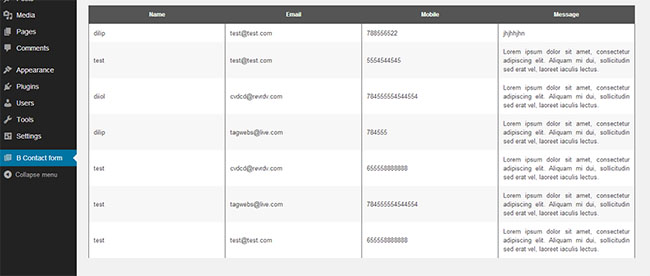 Media
Pages
Comments
Appearance
Plugins
Users
Tools
Settings
B Contact form
Collapse menu
Name Email Mobile Message
dilip test@test.com 788556522 jhjhhjhn
test test@test.com 5554544545 Lorem ipsum dolor sit amet, consectetur
adipiscing elit. Aliquam mi dui, sollicitudin
sed erat vel, laoreet iaculis lectus.
diiol cvdcd@revrdv.com 784555554544554 Lorem ipsum dolor sit amet, consectetur
adipiscing elit. Aliquam mi dui, sollicitudin
sed erat vel, laoreet iaculis lectus.
dilip tagwebs@live.com 784555 Lorem ipsum dolor sit amet, consectetur
adipiscing elit. Aliquam mi dui, sollicitudin
sed erat vel, laoreet iaculis lectus.
test cvdcd@revrdv.com 655558888888 Lorem ipsum dolor sit amet, consectetur
adipiscing elit. Aliquam mi dui, sollicitudin
sed erat vel, laoreet iaculis lectus.
test tagwebs@live.com 784555554544554 Lorem ipsum dolor sit amet, consectetur
adipiscing elit. Aliquam mi dui, sollicitudin
sed erat vel, laoreet iaculis lectus.
test test@test.com 655558888888 Lorem ipsum dolor sit amet, consectetur
adipiscing elit. Aliquam mi dui, sollicitudin
sed erat vel, laoreet iaculis lectus.